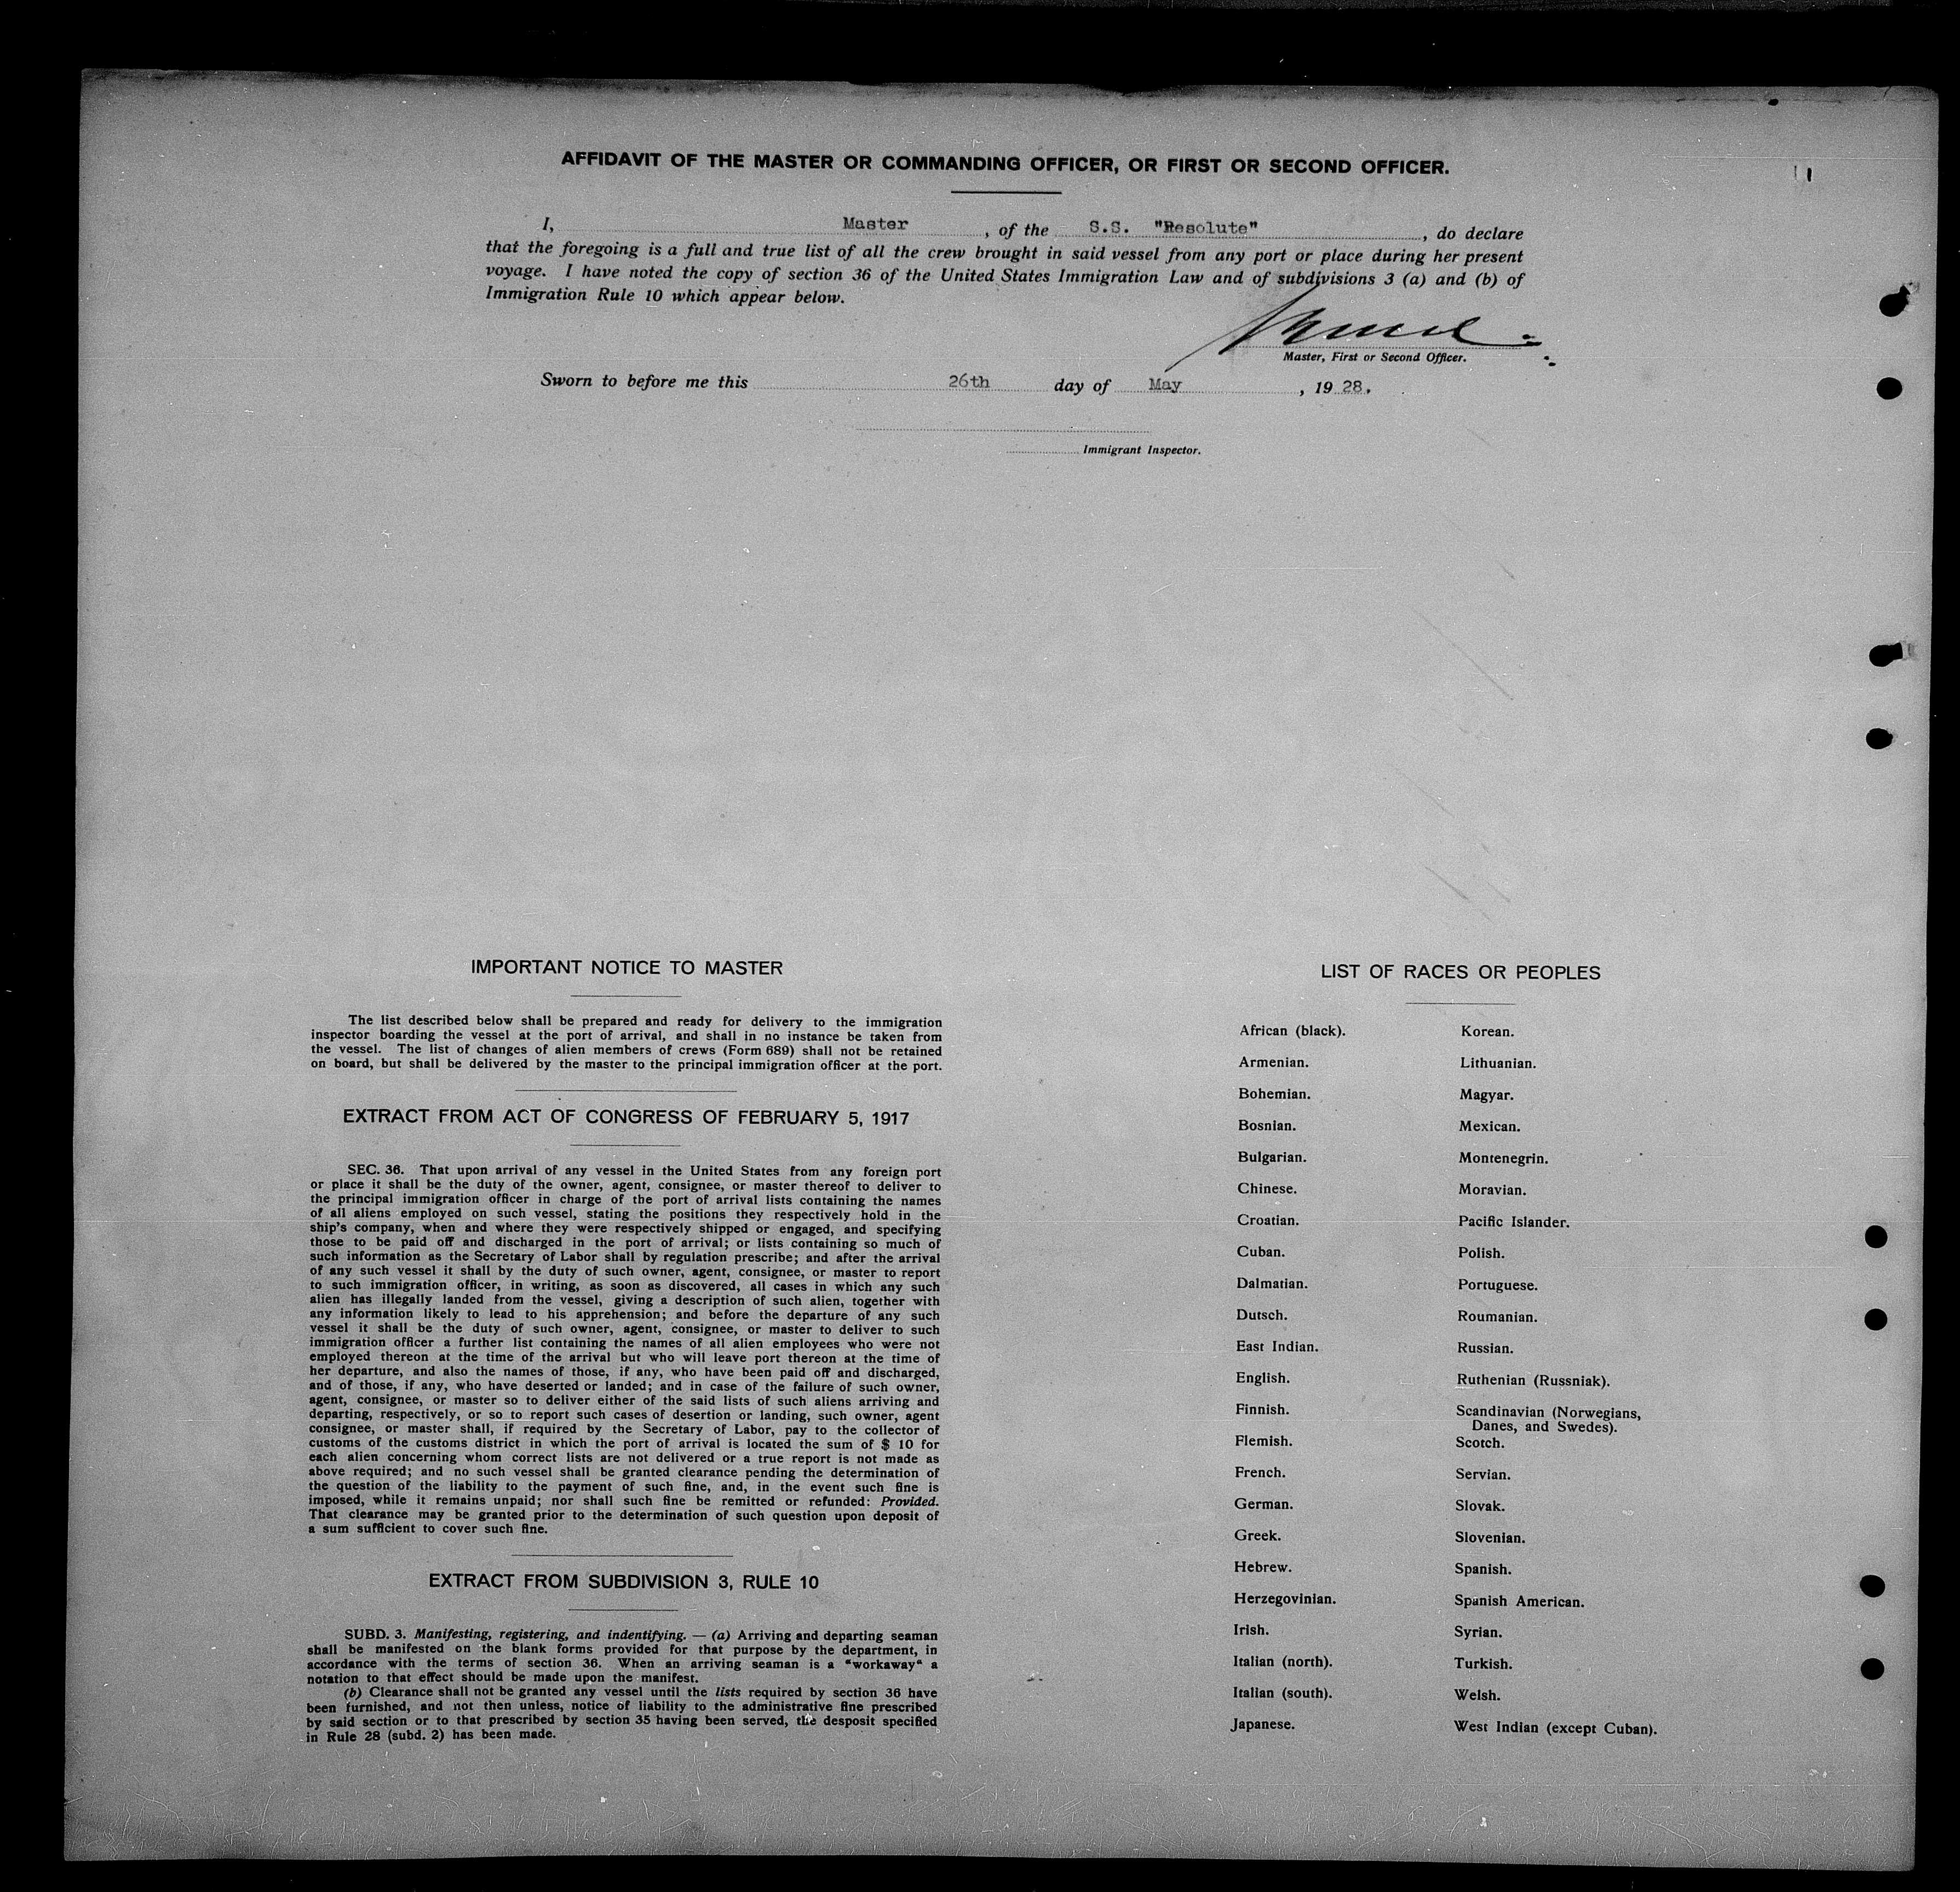 AFFIDAVIT OF THE MASTER OR COMMANDING OFFICER, OR FIRST OR SECOND OFFICER.
I, Master, of the S.S. "Resolute", do declare
that the foregoing is a full and true list of all the crew brought in said vessel from any port or place during her present
voyage. I have noted the copy of section 36 of the United States Immigration Law and of subdivisions 3 (a) and (b) of
Immigration Rule 10 which appear below.
Master, First or Second Officer.
Sworn to before me this 26th day of May, 1928.
Immigrant Inspector.
IMPORTANT NOTICE TO MASTER
The list described below shall be prepared and ready for delivery to the immigration
inspector boarding the vessel at the port of arrival, and shall in no instance be taken from
the vessel. The list of changes of alien members of crews (Form 689) shall not be retained
on board, but shall be delivered by the master to the principal immigration officer at the port.
EXTRACT FROM ACT OF CONGRESS OF FEBRUARY 5, 1917
SEC. 36. That upon arrival of any vessel in the United States from any foreign port
or place it shall be the duty of the owner, agent, consignee, or master thereof to deliver to
the principal immigration officer in charge of the port of arrival lists containing the names
of all aliens employed on such vessel, stating the positions they respectively hold in the
ship's company, when and where they were respectively shipped or engaged, and specifying
those to be paid off and discharged in the port of arrival; or lists containing so much of
such information as the Secretary of Labor shall by regulation prescribe; and after the arrival
of any such vessel it shall by the duty of such owner, agent, consignee, or master to report
to such immigration officer, in writing, as soon as discovered, all cases in which any such
alien has illegally landed from the vessel, giving a description of such alien, together with
any information likely to lead to his apprehension; and before the departure of any such
vessel it shall be the duty of such owner, agent, consignee, or master to deliver to such
immigration officer a further list containing the names of all alien employees who were not
employed thereon at the time of the arrival but who will leave port thereon at the time of
her departure, and also the names of those, if any, who have been paid off and discharged,
and of those, if any, who have deserted or landed; and in case of the failure of such owner,
agent, consignee, or master so to deliver either of the said lists of such aliens arriving and
departing, respectively, or so to report such cases of desertion or landing, such owner, agent
consignee, or master shall, if required by the Secretary of Labor, pay to the collector of
customs of the customs district in which the port of arrival is located the sum of $ 10 for
each alien concerning whom correct lists are not delivered or a true report is not made as
above required; and no such vessel shall be granted clearance pending the determination of
the question of the liability to the payment of such fine, and, in the event such fine is
imposed, while it remains unpaid; nor shall such fine be remitted or refunded: Provided.
That clearance may be granted prior to the determination of such question upon deposit of
a sum sufficient to cover such fine.
EXTRACT FROM SUBDIVISION 3, RULE 10
SUBD. 3. Manifesting, registering, and indentifying. — (a) Arriving and departing seaman
shall be manifested on the blank forms provided for that purpose by the department, in
accordance with the terms of section 36. When an arriving seaman is a “workaway“ a
notation to that effect should be made upon the manifest.
(b) Clearance shall not be granted any vessel until the lists required by section 36 have
been furnished, and not then unless, notice of liability to the administrative fine prescribed
by said section or to that prescribed by section 35 having been served, the desposit specified
in Rule 28 (subd. 2) has been made.
LIST OF RACES OR PEOPLES
African (black).
Armenian.
Bohemian.
Bosnian.
Bulgarian.
Chinese.
Croatian.
Cuban.
Dalmatian.
Dutsch.
East Indian.
English.
Finnish.
Flemish.
French.
German.
Greek.
Hebrew.
Herzegovinian.
Irish.
Italian (north).
Italian (south).
Japanese.
Korean.
Lithuanian.
Magyar.
Mexican.
Montenegrin.
Moravian.
Pacific Islander.
Polish.
Portuguese.
Roumanian.
Russian.
Ruthenian (Russniak).
Scandinavian (Norwegians,
Danes, and Swedes).
Scotch.
Servian.
Slovak.
Slovenian.
Spanish.
Spanish American.
Syrian.
Turkish.
Welsh.
West Indian (except Cuban).